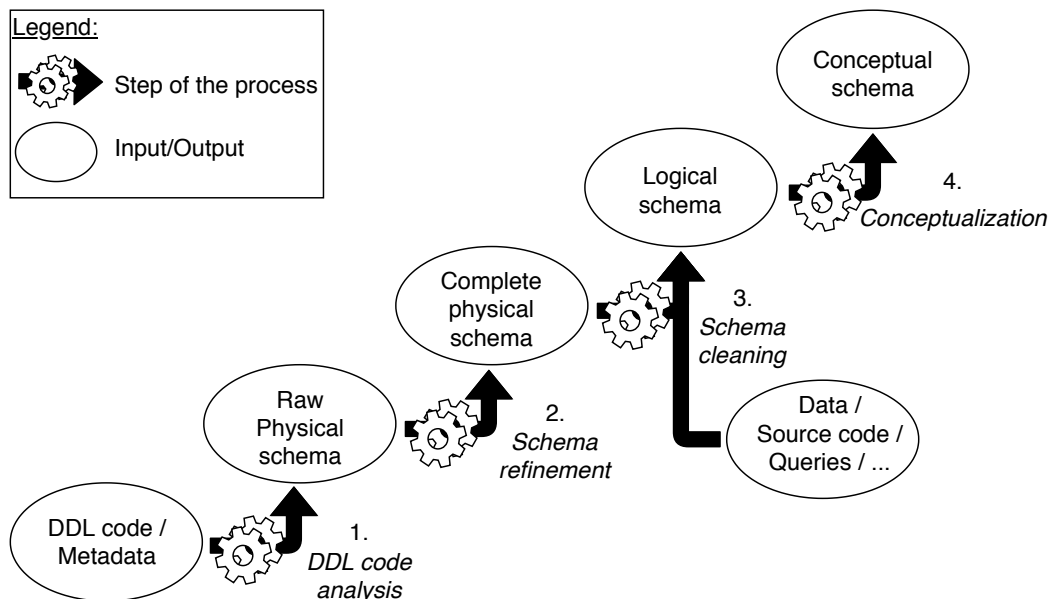 Legend:
Step of the process
Input/Output
Conceptual
schema
4.
Conceptualization
Logical
schema
Complete
physical
schema
3.
Schema
cleaning
Raw
Physical
schema
2.
Schema
refinement
Data /
Source code /
Queries / ...
DDL code /
Metadata
1.
DDL code
analysis